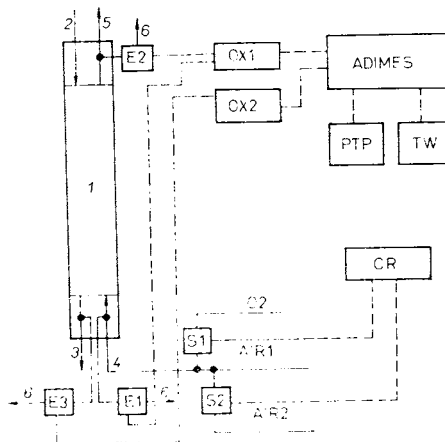 2
5
6
E2
OX1
ADIMES
OX2
PTP
TW
1
CR
O2
S1
AIR1
3
4
6
E3
E1
6
S2
AIR2